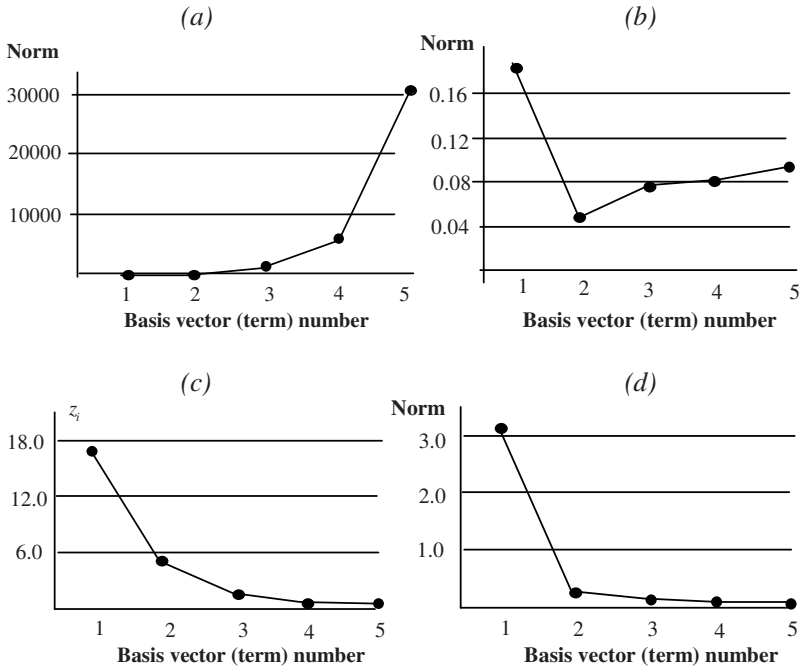 (a)
Norm
30000
20000
10000
1 2 3 4 5
Basis vector (term) number
(b)
Norm
0.16
0.12
0.08
0.04
1 2 3 4 5
Basis vector (term) number
(c)
z_i
18.0
12.0
6.0
1 2 3 4 5
Basis vector (term) number
(d)
Norm
3.0
2.0
1.0
1 2 3 4 5
Basis vector (term) number